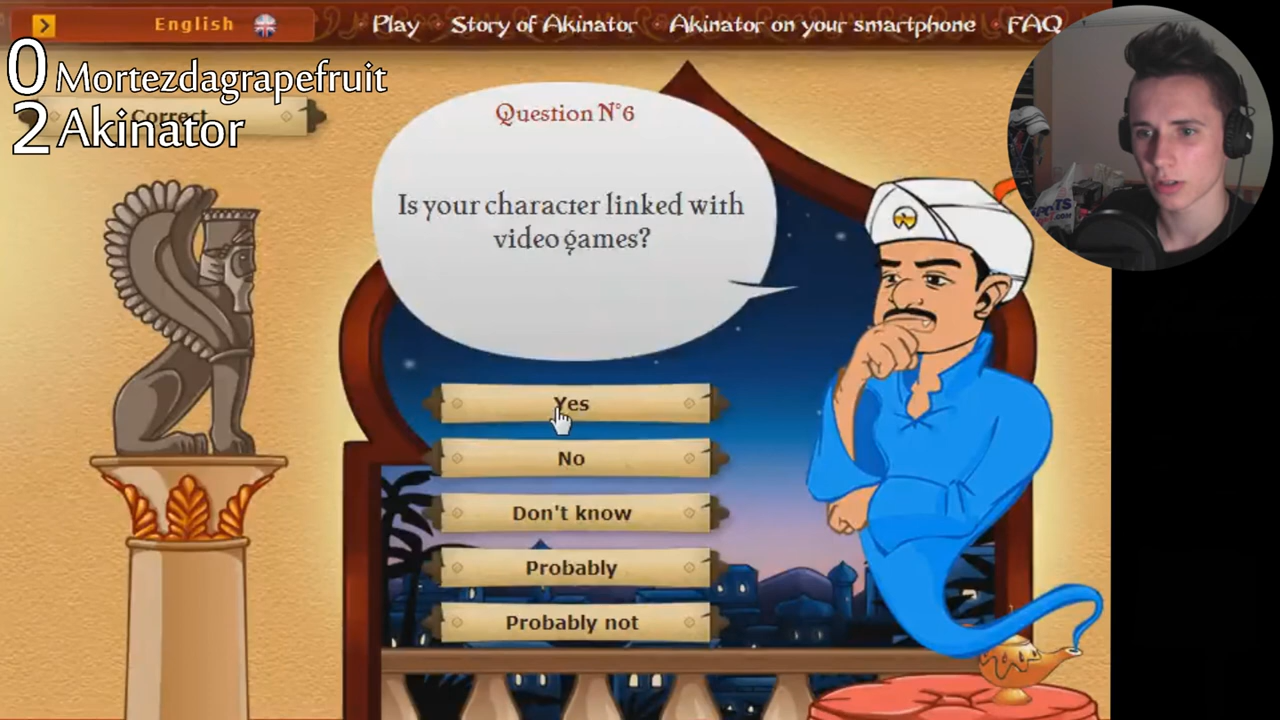 English
Play
Story of Akinator
Akinator on your smartphone
FAQ
0 Mortezdagrapefruit
Correct
2 Akinator
Question N°6
Is your character linked with
video games?
Yes
No
Don't know
Probably
Probably not